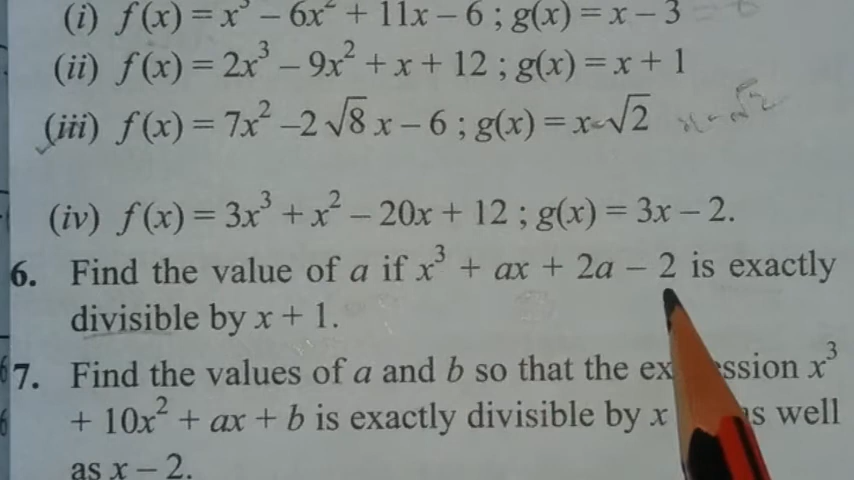 (i) f(x) = x³ – 6x² + 11x – 6 ; g(x) = x – 3
(ii) f(x) = 2x³ – 9x² + x + 12 ; g(x) = x + 1
(iii) f(x) = 7x² –2 √8 x – 6 ; g(x) = x–√2 x – √2
(iv) f(x) = 3x³ + x² – 20x + 12 ; g(x) = 3x – 2.
6. Find the value of a if x³ + ax + 2a – 2 is exactly
divisible by x + 1.
7. Find the values of a and b so that the ex ssion x³
+ 10x² + ax + b is exactly divisible by x as well
as x – 2.